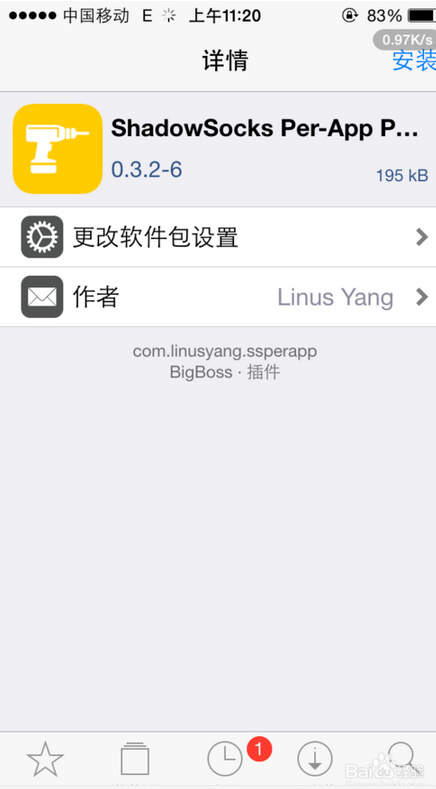 中国移动 E 上午11:20 83%
0.97K/s
详情
安装
ShadowSocks Per-App P...
0.3.2-6
195 kB
更改软件包设置
作者 Linus Yang
com.linusyang.ssperapp
BigBoss · 插件
1
Bai 经验